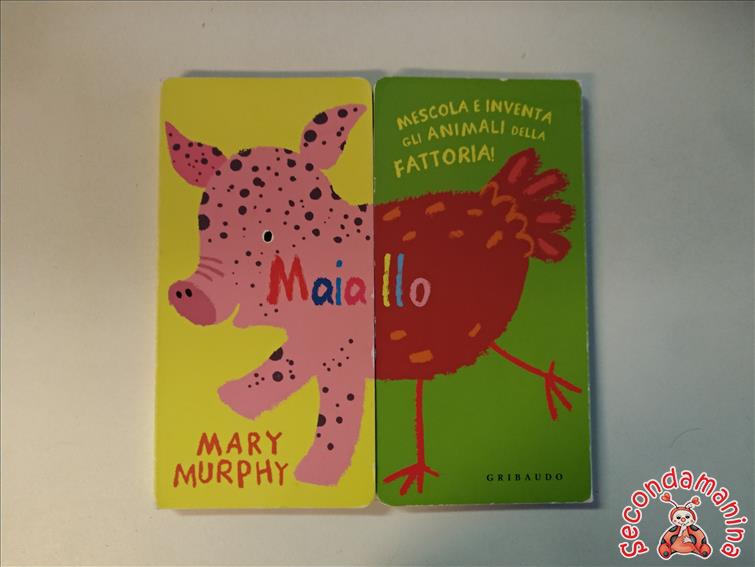 MESCOLA E INVENTA
GLI ANIMALI DELLA
FATTORIA!
Maiallo
MARY
MURPHY
GRIBAUDO
Secondamanina